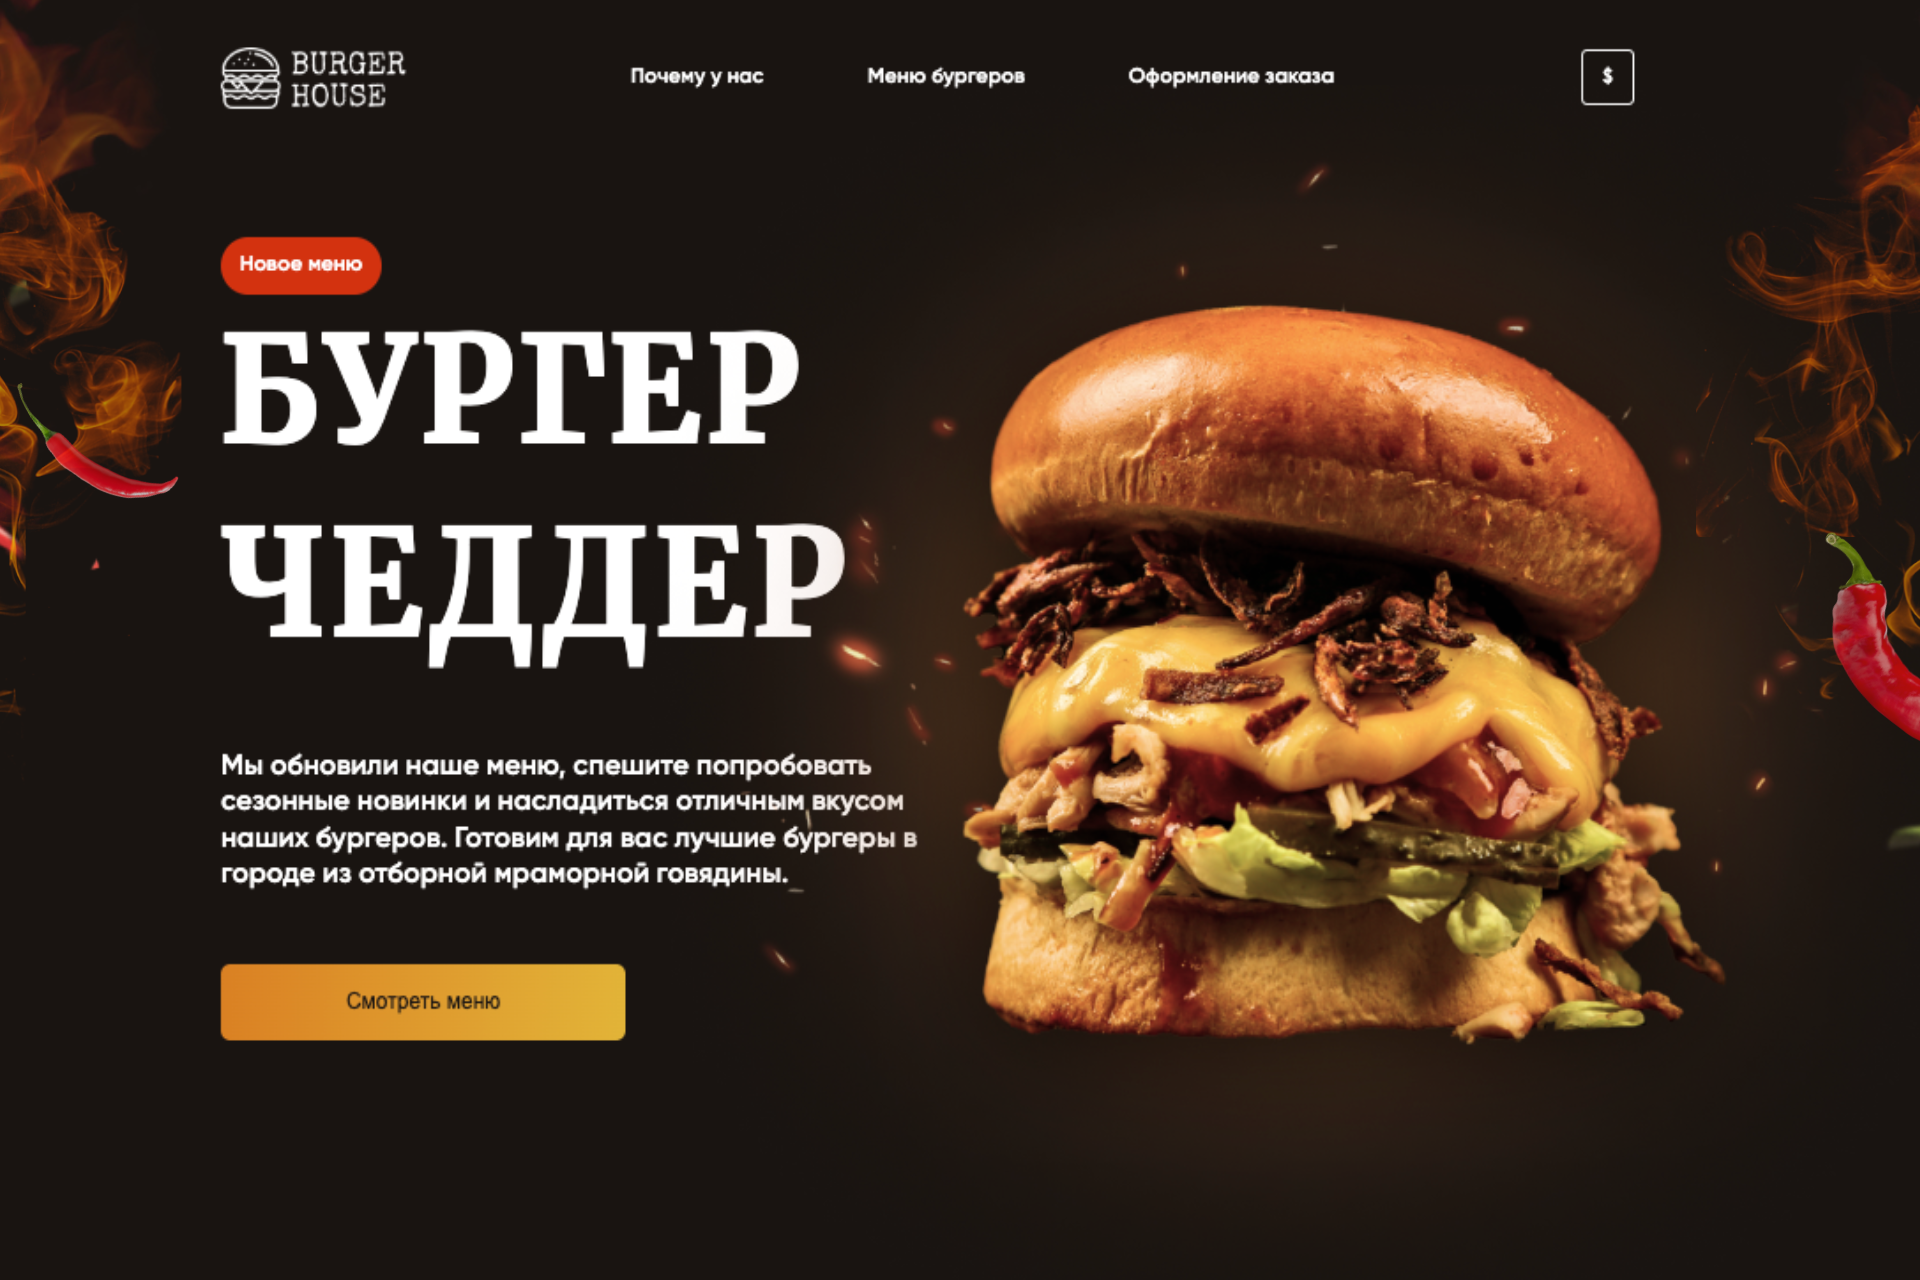 BURGER
HOUSE
Почему у нас
Меню бургеров
Оформление заказа
$
Новое меню
БУРГЕР
ЧЕДДЕР
Мы обновили наше меню, спешите попробовать
сезонные новинки и насладиться отличным вкусом
наших бургеров. Готовим для вас лучшие бургеры в
городе из отборной мраморной говядины.
Смотреть меню